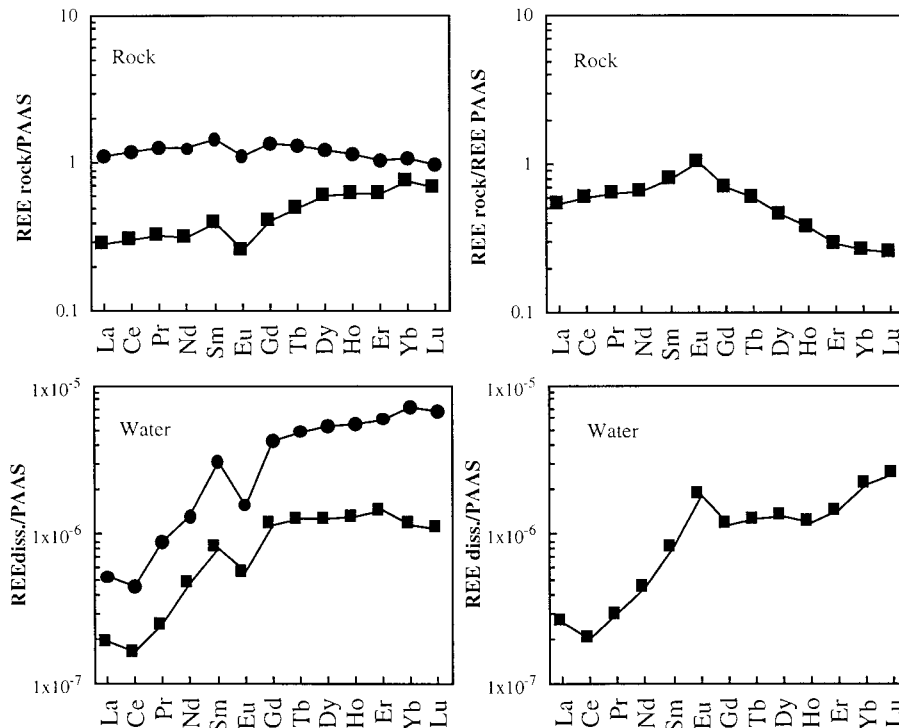 10
Rock
1
0.1
REE rock/PAAS
La Ce Pr Nd Sm Eu Gd Tb Dy Ho Er Yb Lu
10
Rock
1
0.1
REE rock/REE PAAS
La Ce Pr Nd Sm Eu Gd Tb Dy Ho Er Yb Lu
1x10-5
Water
1x10-6
1x10-7
REEdiss./PAAS
La Ce Pr Nd Sm Eu Gd Tb Dy Ho Er Yb Lu
1x10-5
Water
1x10-6
1x10-7
REE diss./PAAS
La Ce Pr Nd Sm Eu Gd Tb Dy Ho Er Yb Lu